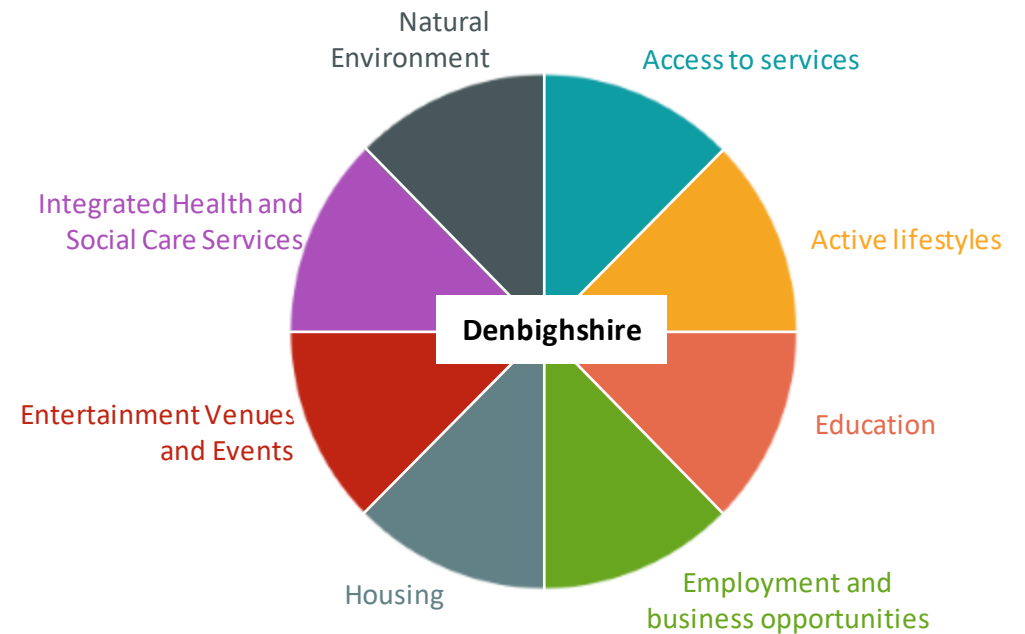 Natural
Environment
Access to services
Integrated Health and
Social Care Services
Active lifestyles
Denbighshire
Entertainment Venues
and Events
Education
Housing
Employment and
business opportunities